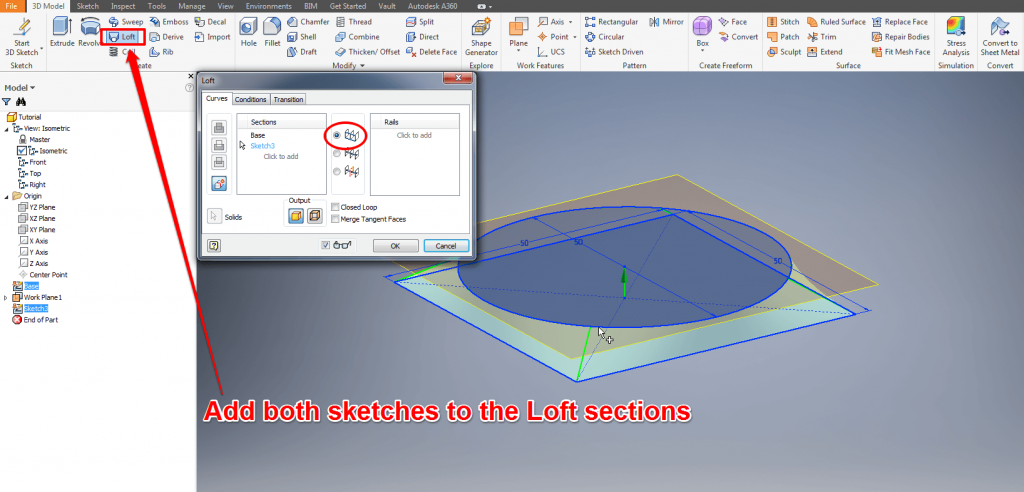 File 3D Model Sketch Inspect Tools Manage View Environments BIM Get Started Vault Autodesk A360
Sweep Emboss Decal Chamfer Thread Split Rectangular Mirror Stitch Ruled Surface Replace Face
Loft Derive Import Shell Combine Direct Axis Circular Convert Patch Trim Repair Bodies
Coil Rib Draft Thicken/ Offset Delete Face Point UCS Sketch Driven Sculpt Extend Fit Mesh Face
Start
3D Sketch
Extrude
Revolve
Hole
Fillet
Shape
Generator
Plane
Box
Face
Stress
Analysis
Convert to
Sheet Metal
Sketch Create Modify Explore Work Features Pattern Create Freeform Surface Simulation Convert
Model
Tutorial
View: Isometric
Master
Isometric
Front
Top
Right
Origin
YZ Plane
XZ Plane
XY Plane
X Axis
Y Axis
Z Axis
Center Point
Base
Work Plane1
Sketch3
End of Part
Loft
Curves Conditions Transition
Sections
Base
Sketch3
Click to add
Rails
Click to add
Solids
Output
Closed Loop
Merge Tangent Faces
OK
Cancel
50
50
50
Add both sketches to the Loft sections